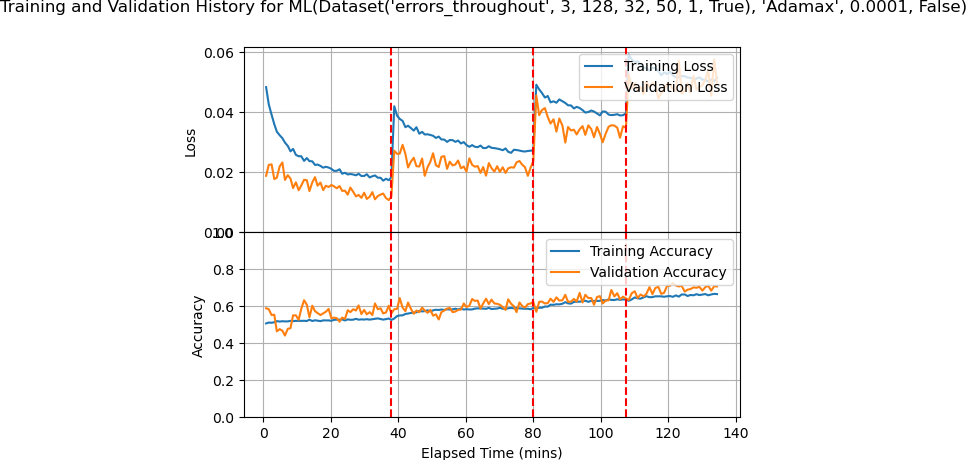 Training and Validation History for ML(Dataset('errors_throughout', 3, 128, 32, 50, 1, True), 'Adamax', 0.0001, False)
0.06
0.04
0.02
0.00
Loss
Training Loss
Validation Loss
1.0
0.8
0.6
0.4
0.2
0.0
Accuracy
Training Accuracy
Validation Accuracy
0 20 40 60 80 100 120 140
Elapsed Time (mins)